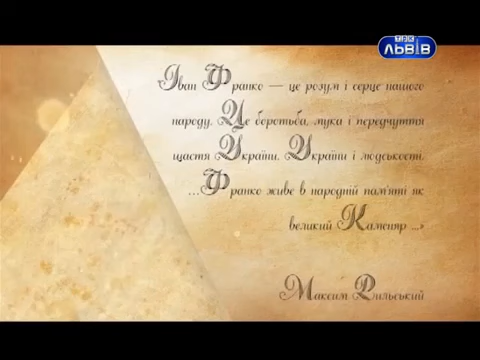 ТРК
ЛЬВІВ
Іван Франко — це розум і серце нашого
народу. Це боротьба, мука і передчуття
щастя України. України і людськости.
...Франко живе в народній пам'яті як
великий Каменяр ...»
Максим Рильський